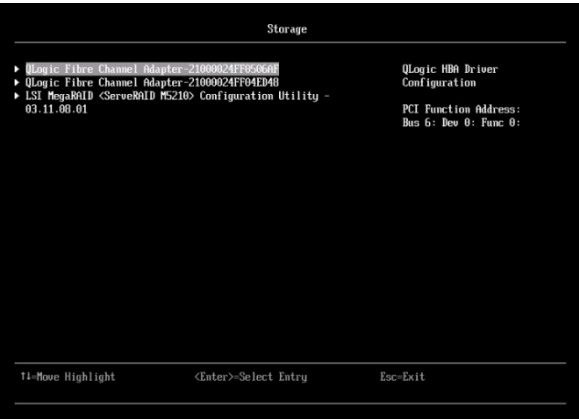 Storage
▶ QLogic Fibre Channel Adapter-21000024FF0506AF
▶ QLogic Fibre Channel Adapter-21000024FF04ED48
▶ LSI MegaRAID <ServeRAID M5210> Configuration Utility -
03.11.08.01
QLogic HBA Driver
Configuration
PCI Function Address:
Bus 6: Dev 0: Func 0:
↑↓=Move Highlight
<Enter>=Select Entry
Esc=Exit